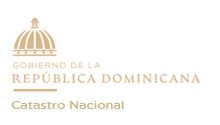 GOBIERNO DE LA
REPÚBLICA DOMINICANA
Catastro Nacional